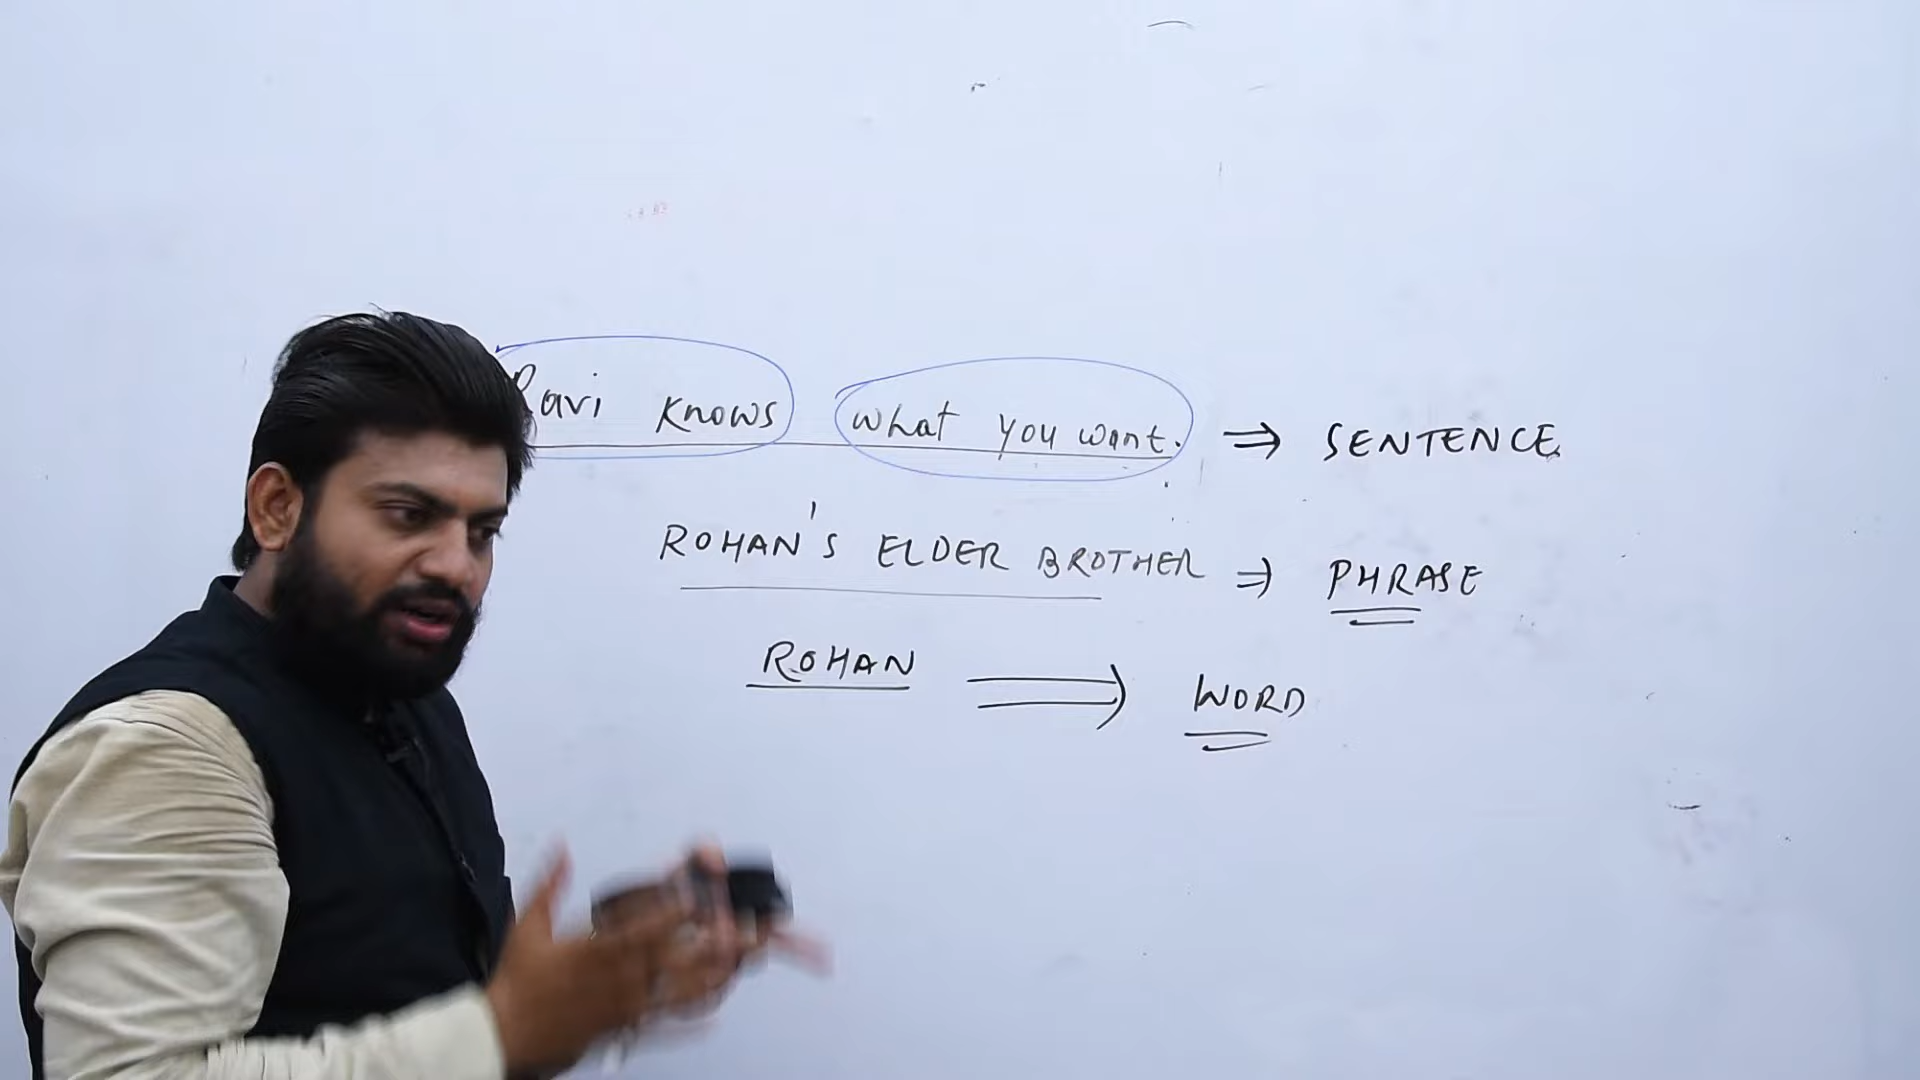 Ravi knows what you want. ⇒ SENTENCE
ROHAN'S ELDER BROTHER ⇒ PHRASE
ROHAN ⇒ WORD